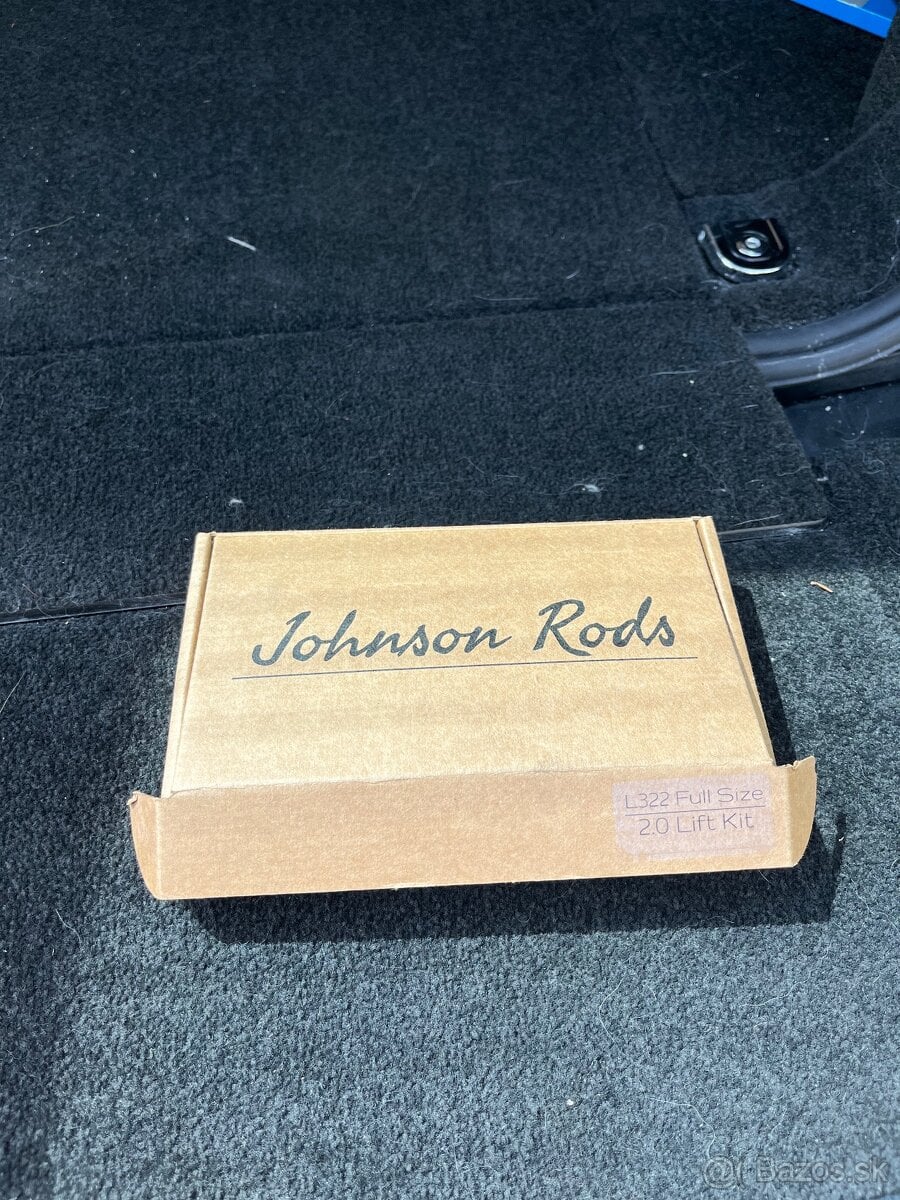 Johnson Rods
L322 Full Size
2.0 Lift Kit
Bazos.sk